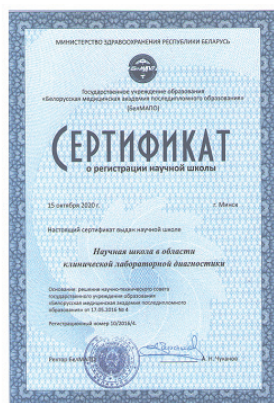 МИНИСТЕРСТВО ЗДРАВООХРАНЕНИЯ РЕСПУБЛИКИ БЕЛАРУСЬ
Государственное учреждение образования
«Белорусская медицинская академия последипломного образования»
(БелМАПО)
СЕРТИФИКАТ
о регистрации научной школы
15 октября 2020 г. г. Минск
Настоящий сертификат выдан научной школе
Научная школа в области
клинической лабораторной диагностики
Основание: решение научно-технического совета
государственного учреждение образования
«Белорусская медицинская академия последипломного
образования» от 17.05.2016 № 4
Регистрационный номер 10/2016/4.
Ректор БелМАПО А. Н. Чуканов